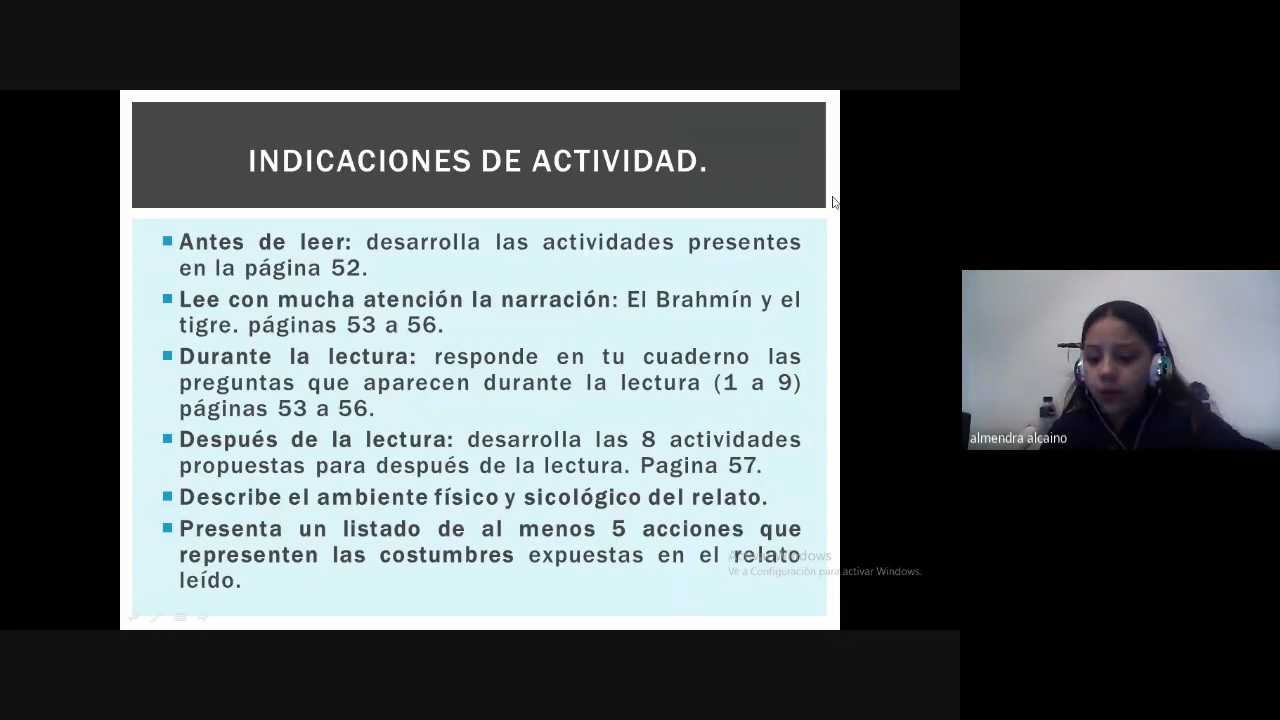 INDICACIONES DE ACTIVIDAD.
Antes de leer: desarrolla las actividades presentes
en la página 52.
Lee con mucha atención la narración: El Brahmín y el
tigre. páginas 53 a 56.
Durante la lectura: responde en tu cuaderno las
preguntas que aparecen durante la lectura (1 a 9)
páginas 53 a 56.
Después de la lectura: desarrolla las 8 actividades
propuestas para después de la lectura. Pagina 57.
Describe el ambiente físico y sicológico del relato.
Presenta un listado de al menos 5 acciones que
representen las costumbres expuestas en el relato
leído.
Activar Windows
Ve a Configuración para activar Windows.
almendra alcaino